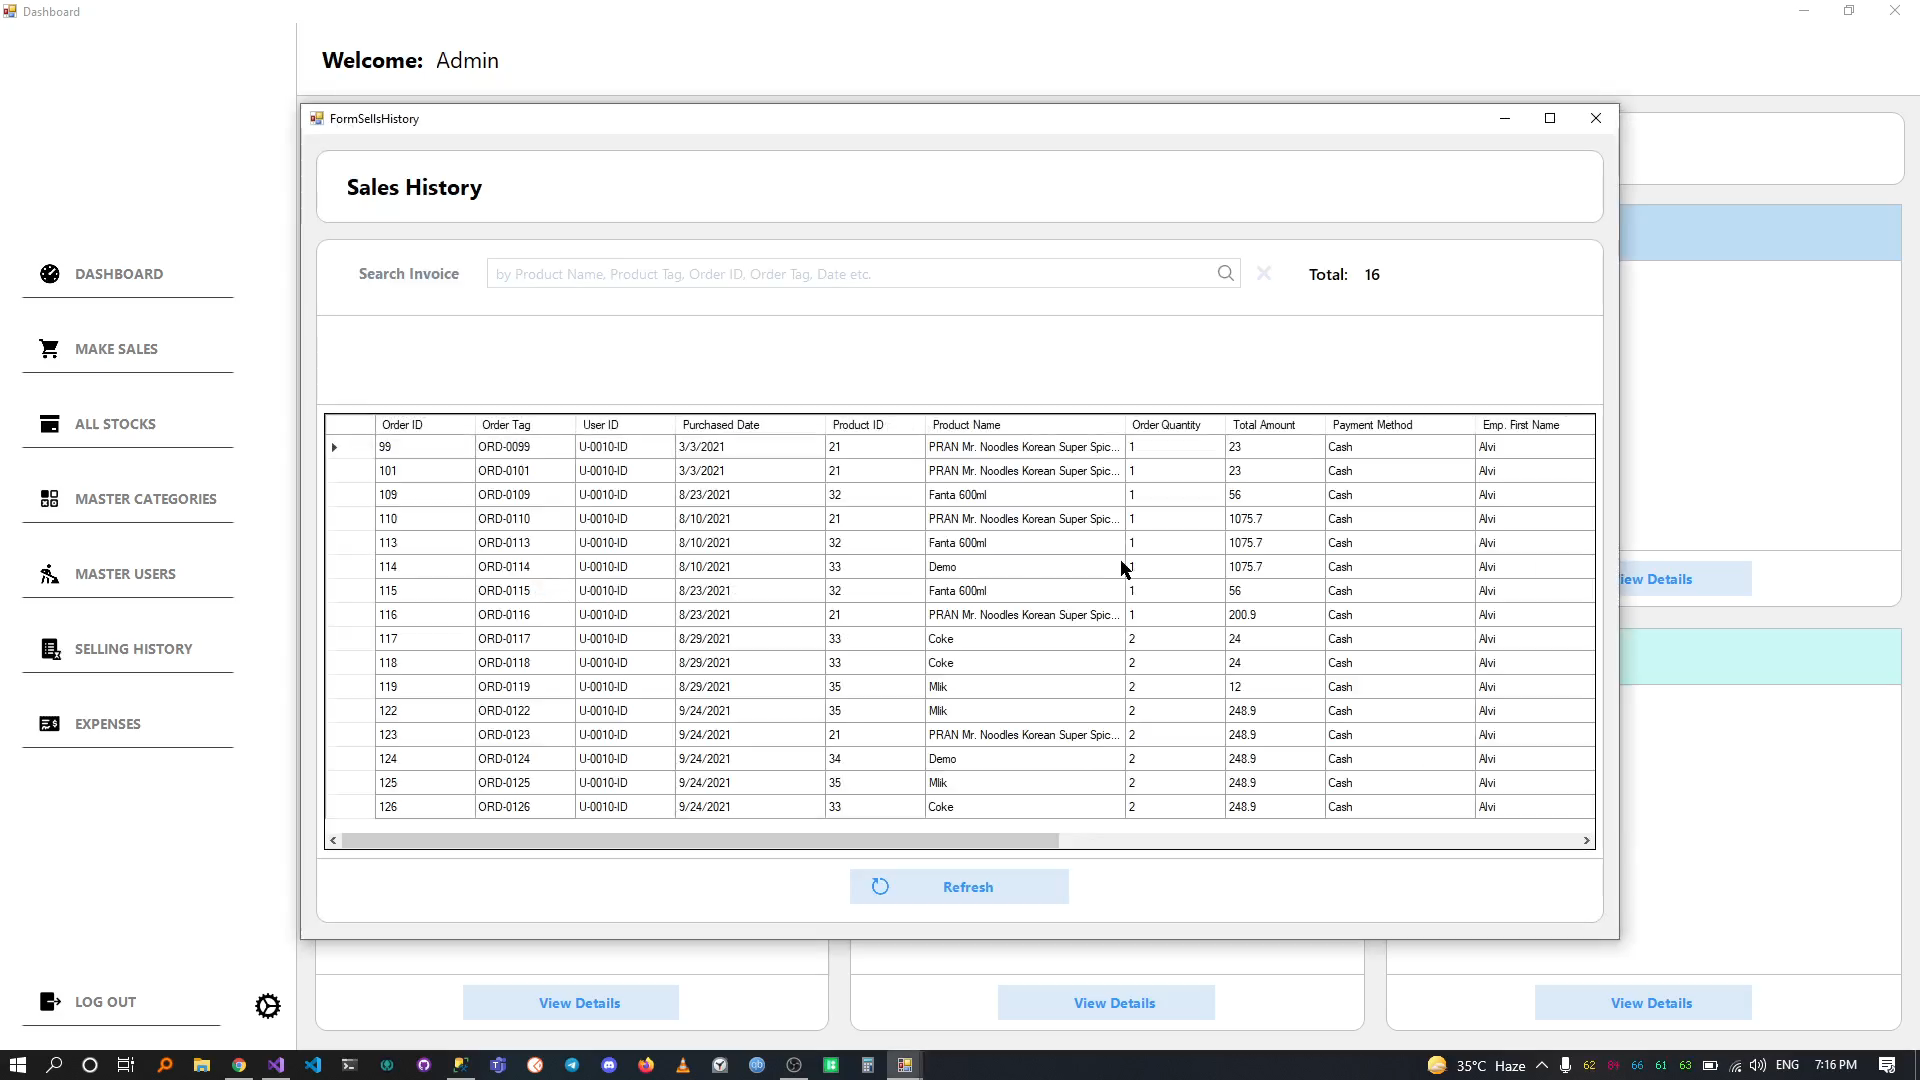 Dashboard
Welcome: Admin
FormSellsHistory
Sales History
Search Invoice by Product Name, Product Tag, Order ID, Order Tag, Date etc. Total: 16
DASHBOARD
MAKE SALES
ALL STOCKS
MASTER CATEGORIES
MASTER USERS
SELLING HISTORY
EXPENSES
LOG OUT
Order ID Order Tag User ID Purchased Date Product ID Product Name Order Quantity Total Amount Payment Method Emp. First Name
99 ORD-0099 U-0010-ID 3/3/2021 21 PRAN Mr. Noodles Korean Super Spic... 1 23 Cash Alvi
101 ORD-0101 U-0010-ID 3/3/2021 21 PRAN Mr. Noodles Korean Super Spic... 1 23 Cash Alvi
109 ORD-0109 U-0010-ID 8/23/2021 32 Fanta 600ml 1 56 Cash Alvi
110 ORD-0110 U-0010-ID 8/10/2021 21 PRAN Mr. Noodles Korean Super Spic... 1 1075.7 Cash Alvi
113 ORD-0113 U-0010-ID 8/10/2021 32 Fanta 600ml 1 1075.7 Cash Alvi
114 ORD-0114 U-0010-ID 8/10/2021 33 Demo 1 1075.7 Cash Alvi
115 ORD-0115 U-0010-ID 8/23/2021 32 Fanta 600ml 1 56 Cash Alvi
116 ORD-0116 U-0010-ID 8/23/2021 21 PRAN Mr. Noodles Korean Super Spic... 1 200.9 Cash Alvi
117 ORD-0117 U-0010-ID 8/29/2021 33 Coke 2 24 Cash Alvi
118 ORD-0118 U-0010-ID 8/29/2021 33 Coke 2 24 Cash Alvi
119 ORD-0119 U-0010-ID 8/29/2021 35 Mlik 2 12 Cash Alvi
122 ORD-0122 U-0010-ID 9/24/2021 35 Mlik 2 248.9 Cash Alvi
123 ORD-0123 U-0010-ID 9/24/2021 21 PRAN Mr. Noodles Korean Super Spic... 2 248.9 Cash Alvi
124 ORD-0124 U-0010-ID 9/24/2021 34 Demo 2 248.9 Cash Alvi
125 ORD-0125 U-0010-ID 9/24/2021 35 Mlik 2 248.9 Cash Alvi
126 ORD-0126 U-0010-ID 9/24/2021 33 Coke 2 248.9 Cash Alvi
Refresh
iew Details
View Details View Details View Details
35°C Haze 62 84 66 61 63 ENG 7:16 PM